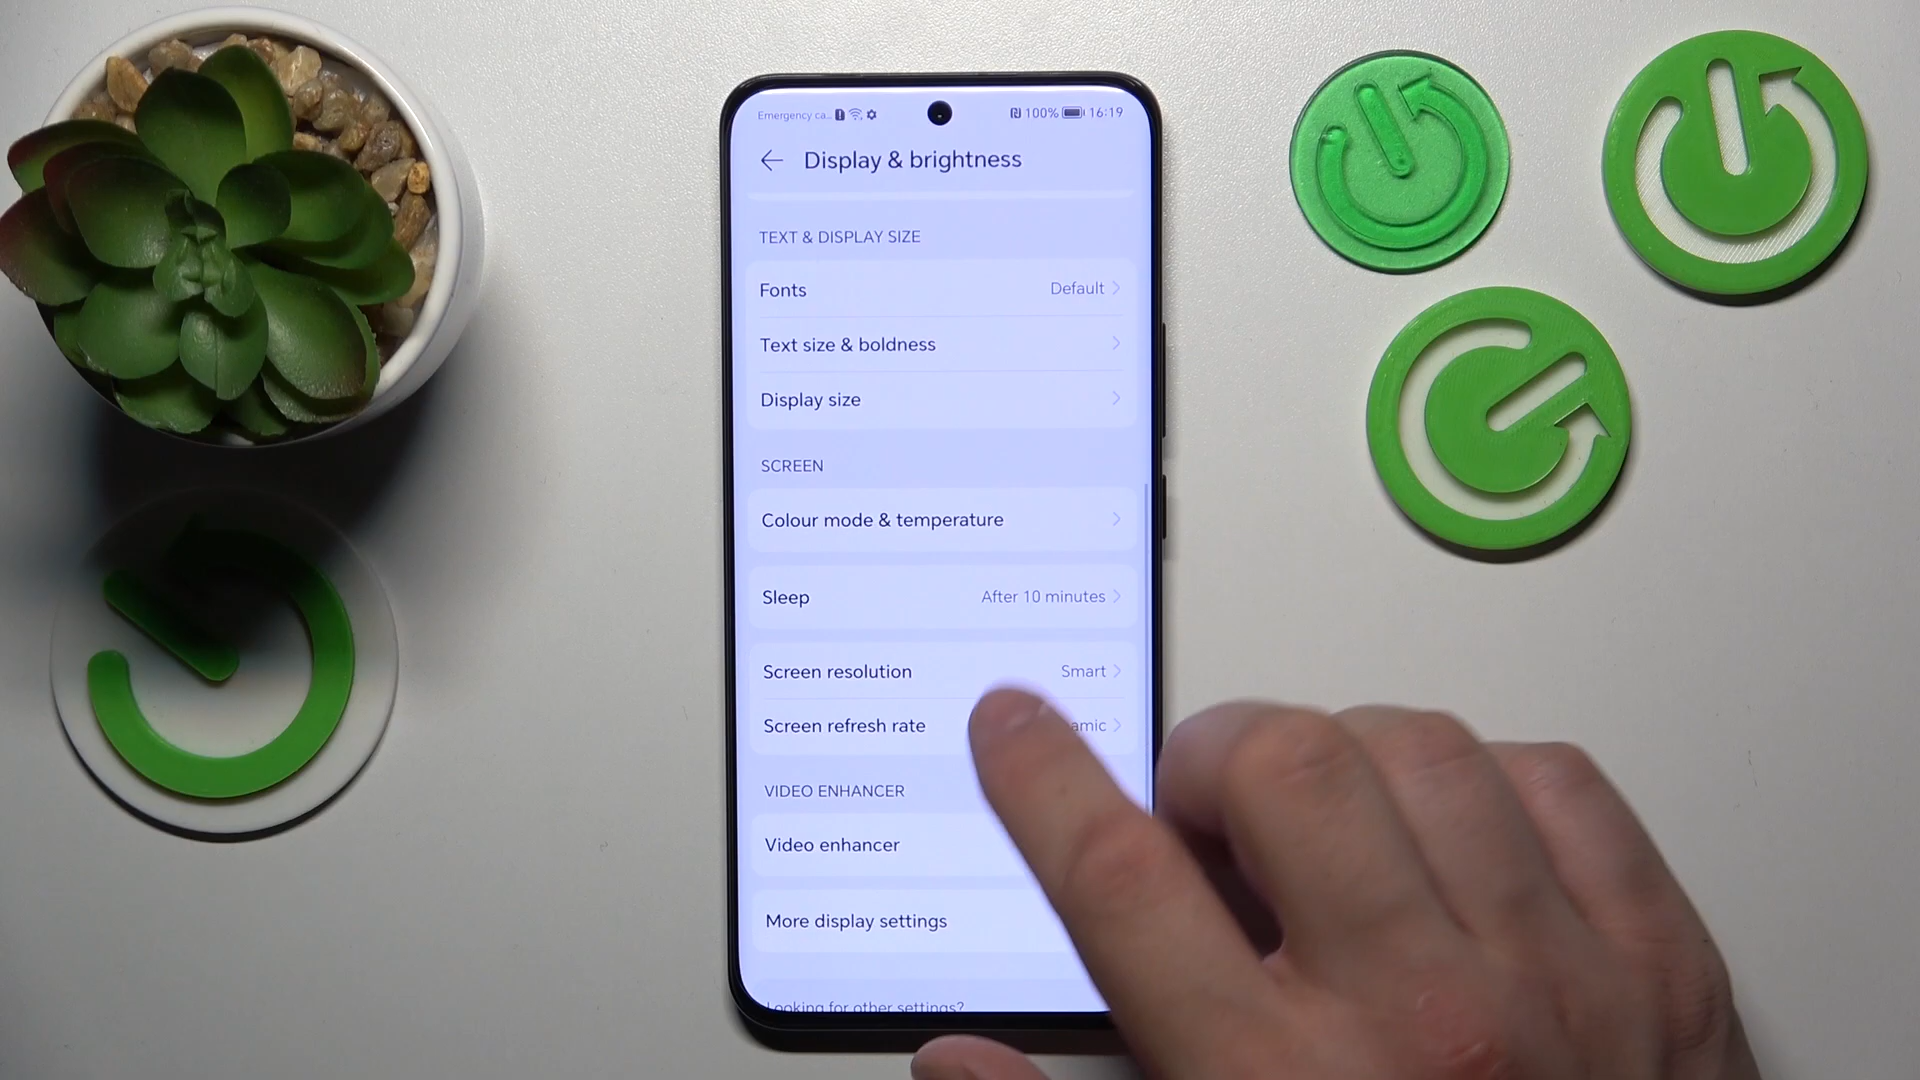 Emergency ca... 100% 16:19
Display & brightness
TEXT & DISPLAY SIZE
Fonts Default
Text size & boldness
Display size
SCREEN
Colour mode & temperature
Sleep After 10 minutes
Screen resolution Smart
Screen refresh rate amic
VIDEO ENHANCER
Video enhancer
More display settings
Looking for other settings?